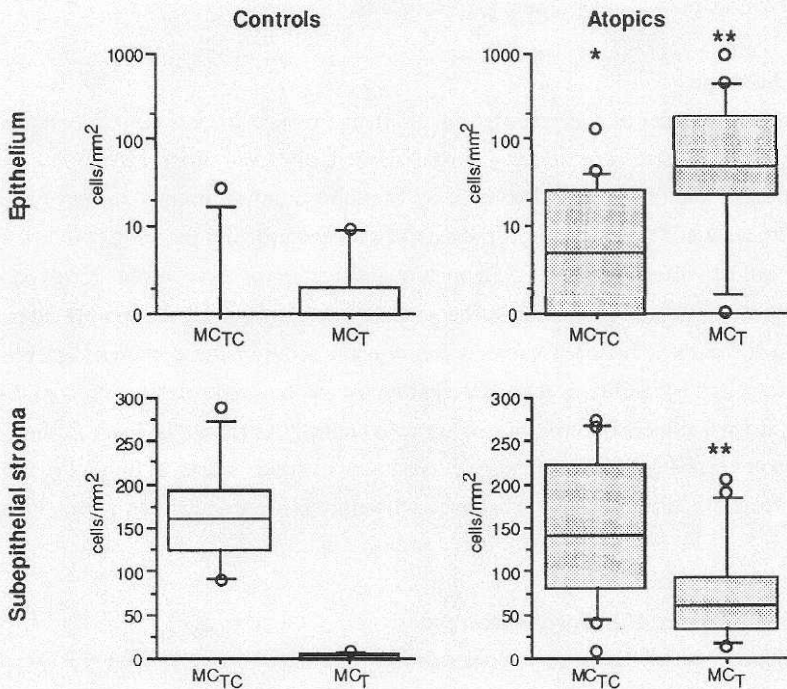 Controls
Atopics
Epithelium
cells/mm²
1000
100
10
0
MCTC
MCT
cells/mm²
1000
100
10
0
*
**
MCTC
MCT
Subepithelial stroma
cells/mm²
300
250
200
150
100
50
0
MCTC
MCT
cells/mm²
300
250
200
150
100
50
0
**
MCTC
MCT